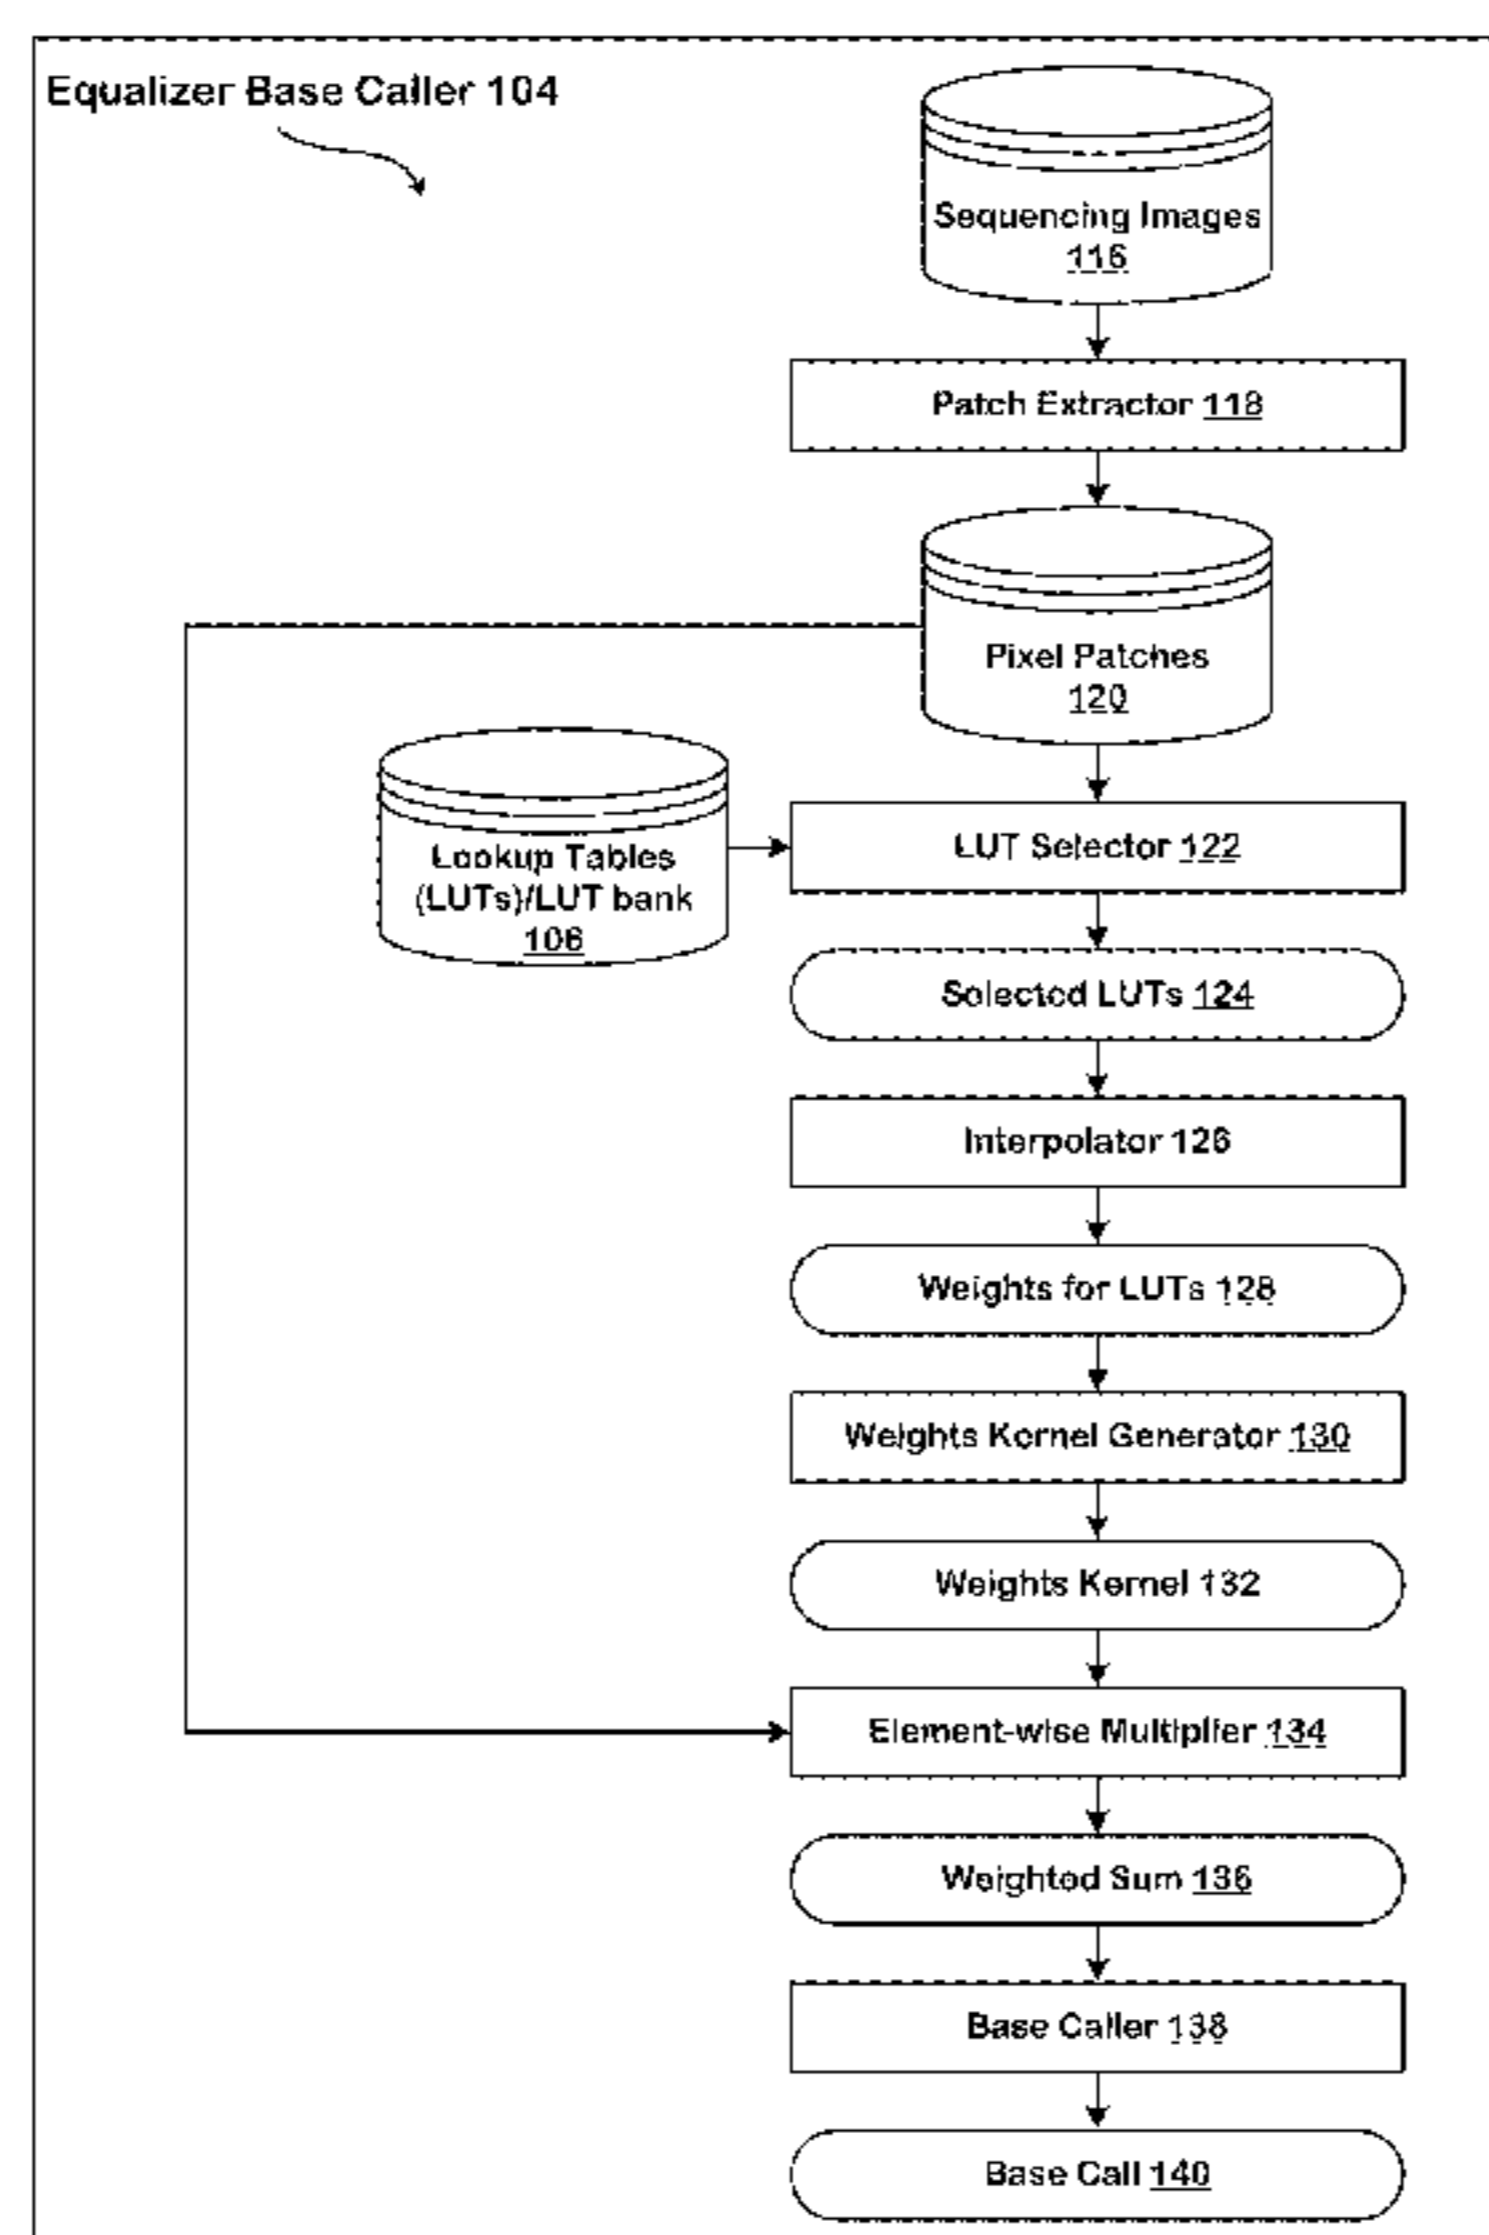 Equalizer Base Caller 104
Sequencing Images
116
Patch Extractor 118
Pixel Patches
120
Lookup Tables
(LUTs)/LUT bank
106
LUT Selector 122
Selected LUTs 124
Interpolator 126
Weights for LUTs 128
Weights Kernel Generator 130
Weights Kernel 132
Element-wise Multiplier 134
Weighted Sum 136
Base Caller 138
Base Call 140